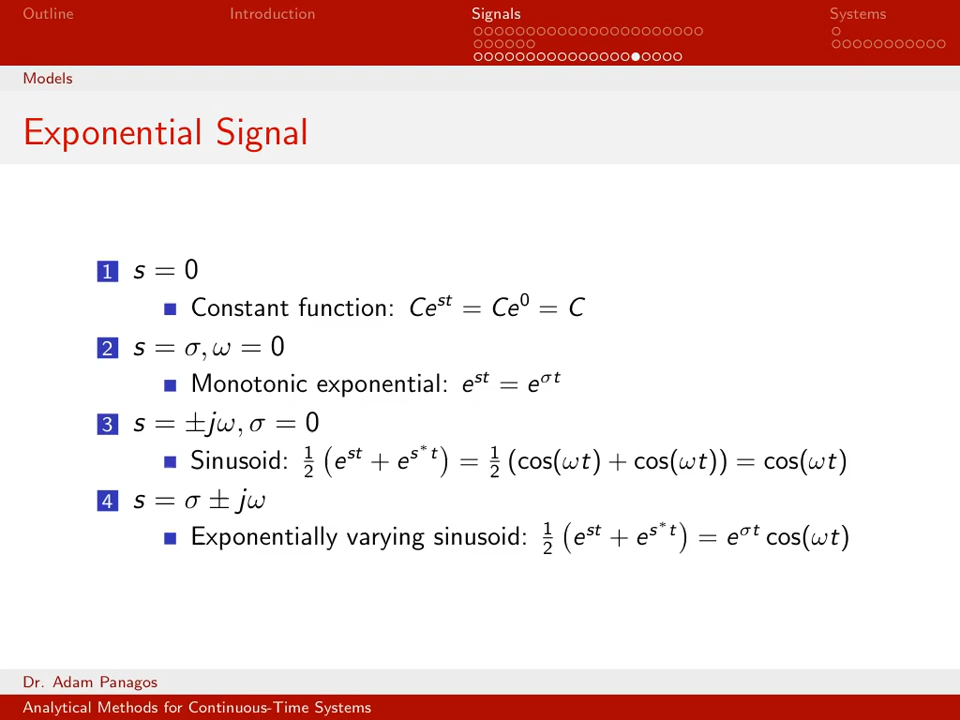 Outline Introduction Signals Systems
Models
Exponential Signal
1 s = 0
Constant function: Ce^{st} = Ce^0 = C
2 s = σ, ω = 0
Monotonic exponential: e^{st} = e^{σt}
3 s = ±jω, σ = 0
Sinusoid: 1/2 (e^{st} + e^{s*t}) = 1/2 (cos(ωt) + cos(ωt)) = cos(ωt)
4 s = σ ± jω
Exponentially varying sinusoid: 1/2 (e^{st} + e^{s*t}) = e^{σt} cos(ωt)
Dr. Adam Panagos
Analytical Methods for Continuous-Time Systems